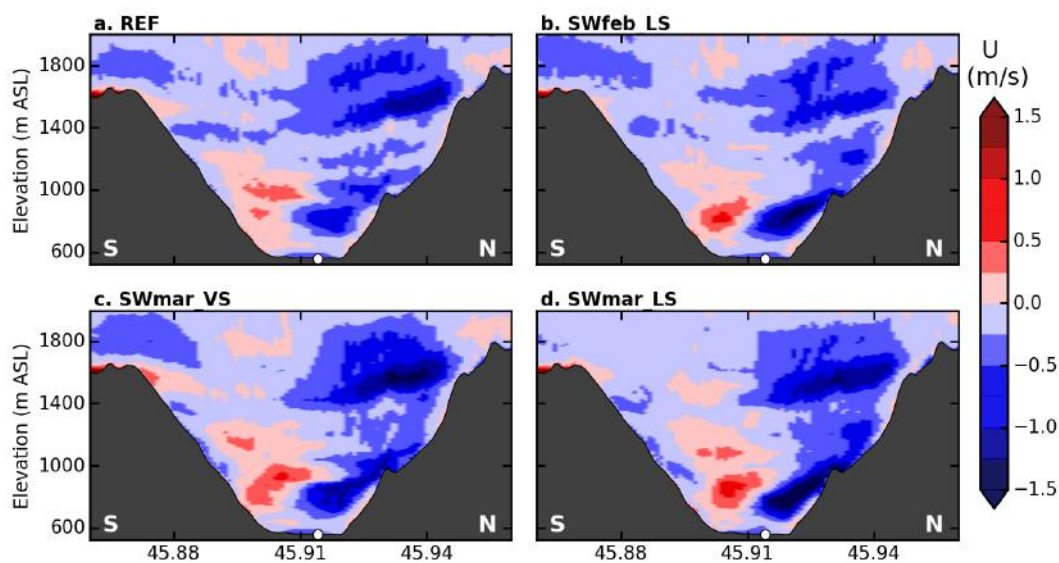 a. REF
b. SWfeb_LS
U
(m/s)
Elevation (m ASL)
1800
1400
1000
600
S
N
S
N
1.5
1.0
0.5
0.0
−0.5
−1.0
−1.5
c. SWmar_VS
d. SWmar_LS
Elevation (m ASL)
1800
1400
1000
600
S
N
S
N
45.88
45.91
45.94
45.88
45.91
45.94